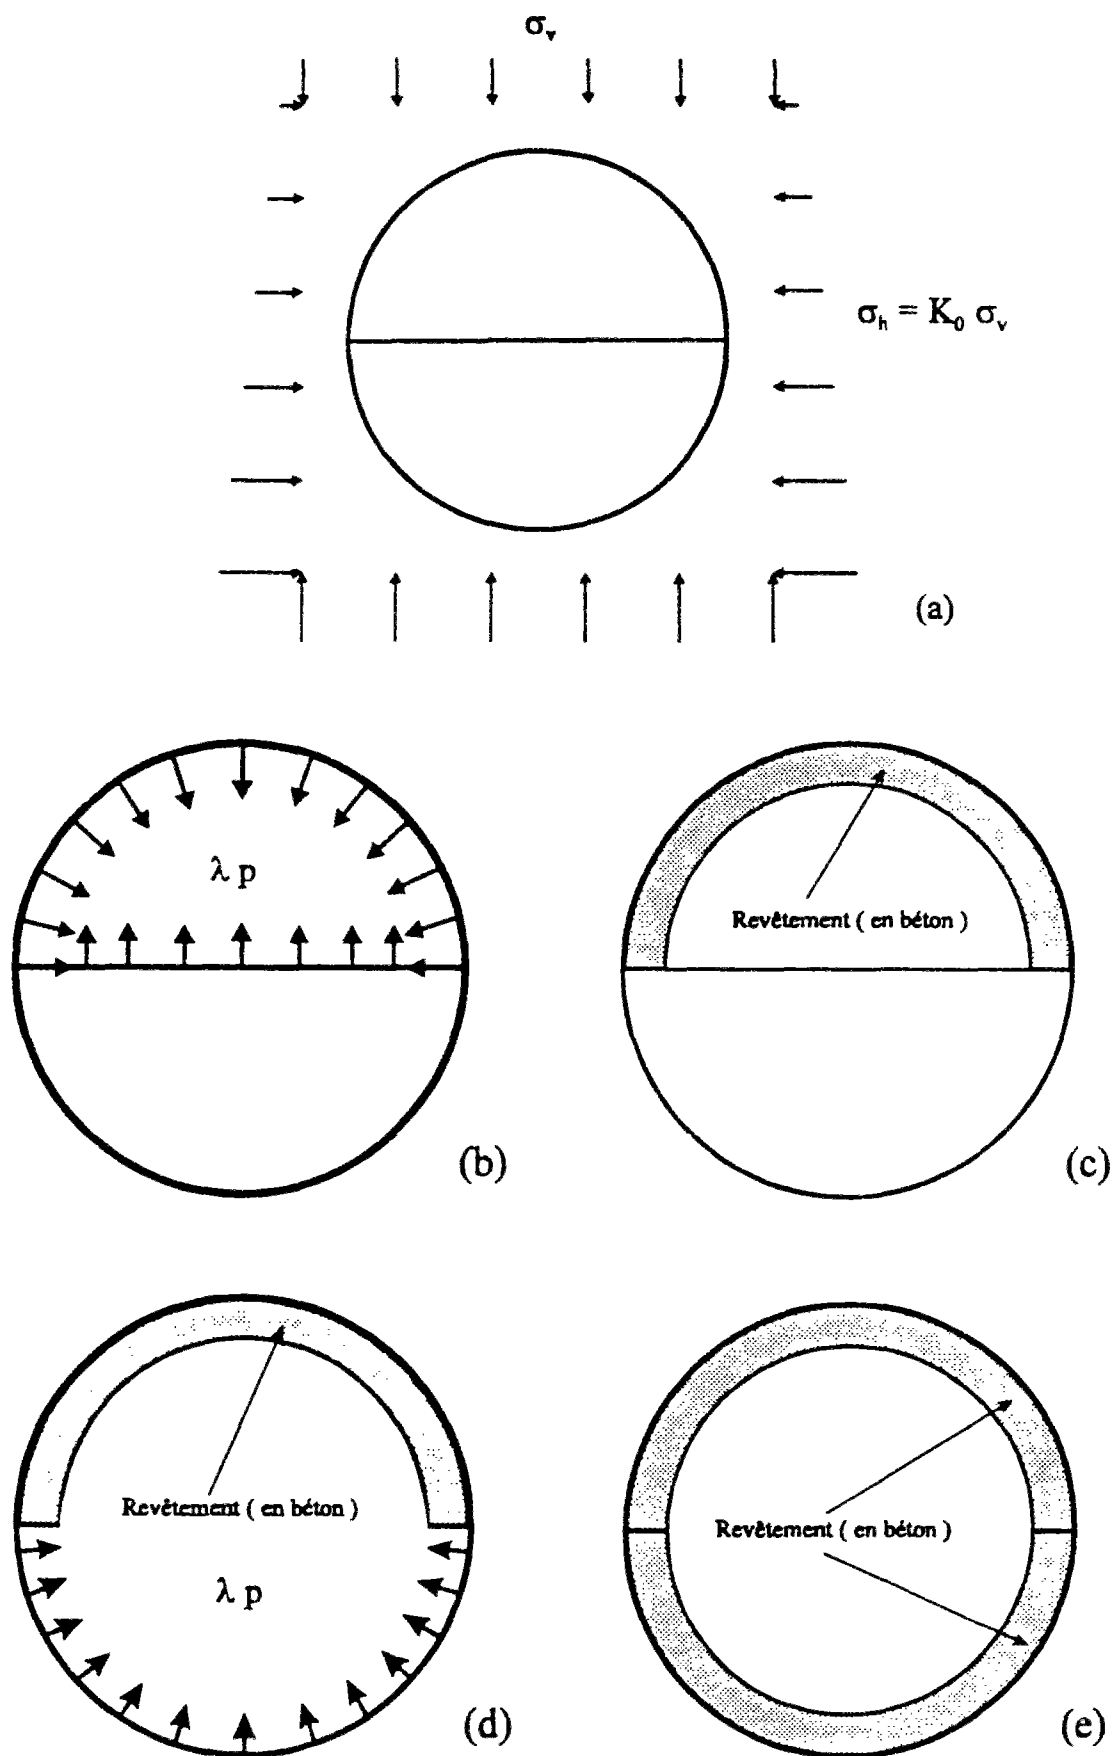 σᵥ
σₕ = K₀ σᵥ
(a)
λ p
Revêtement ( en béton )
(b)
(c)
Revêtement ( en béton )
λ p
Revêtement ( en béton )
(d)
(e)